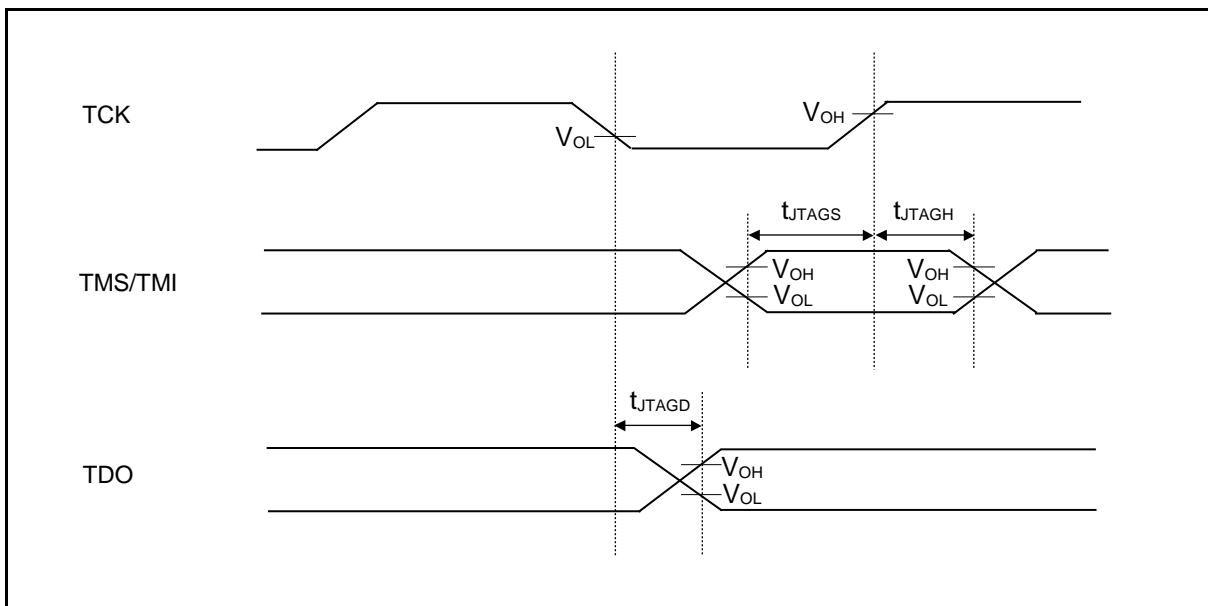 TCK
VOL
VOH
tJTAGS
tJTAGH
TMS/TMI
VOH
VOL
VOH
VOL
tJTAGD
TDO
VOH
VOL